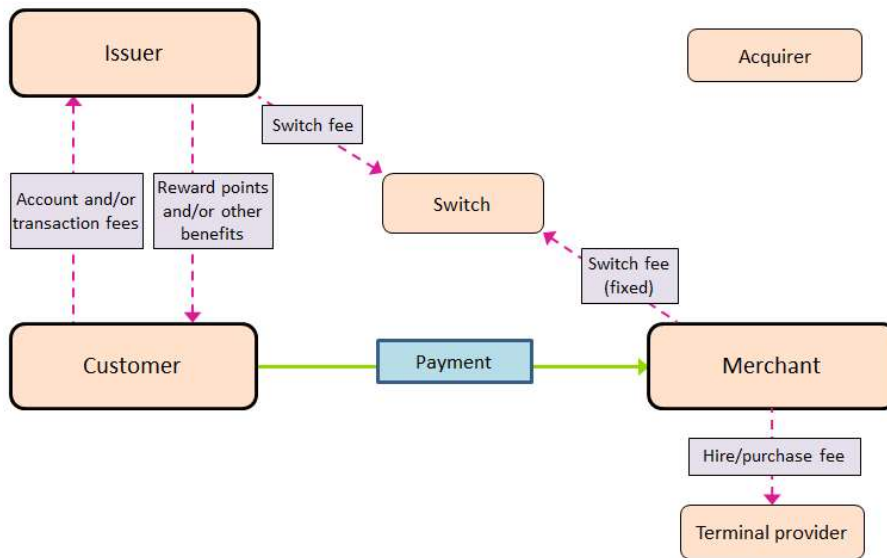 Issuer
Acquirer
Switch fee
Account and/or
transaction fees
Reward points
and/or other
benefits
Switch
Switch fee
(fixed)
Customer
Payment
Merchant
Hire/purchase fee
Terminal provider